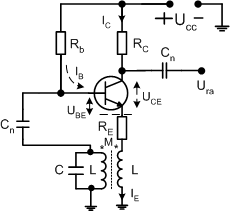 I_C
+ U_cc -
R_b
R_C
C_n
I_B
U_ra
U_BE
U_CE
C_n
R_E
* M *
C
L
L
I_E